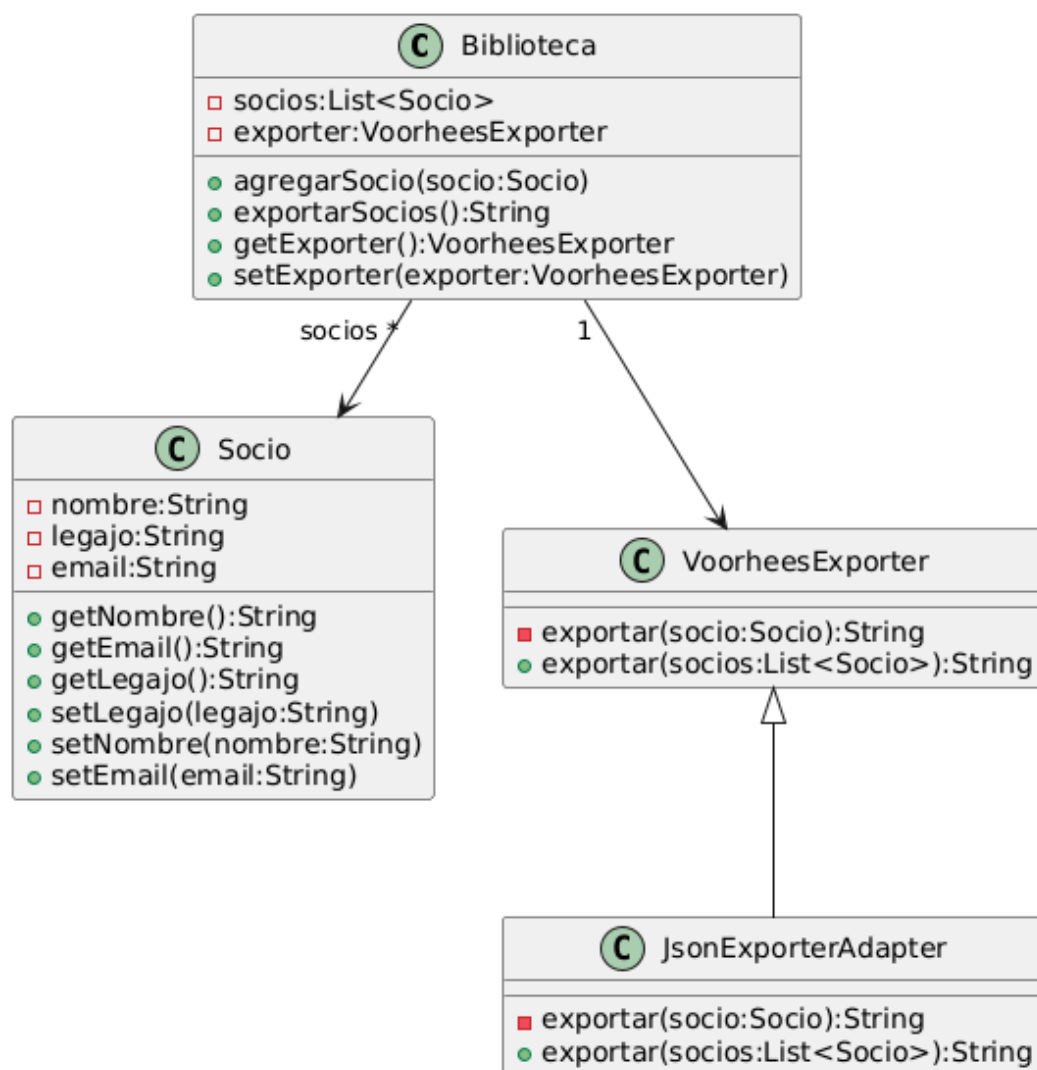 C Biblioteca
socios:List<Socio>
exporter:VoorheesExporter
agregarSocio(socio:Socio)
exportarSocios():String
getExporter():VoorheesExporter
setExporter(exporter:VoorheesExporter)
socios *
1
C Socio
nombre:String
legajo:String
email:String
getNombre():String
getEmail():String
getLegajo():String
setLegajo(legajo:String)
setNombre(nombre:String)
setEmail(email:String)
C VoorheesExporter
exportar(socio:Socio):String
exportar(socios:List<Socio>):String
C JsonExporterAdapter
exportar(socio:Socio):String
exportar(socios:List<Socio>):String